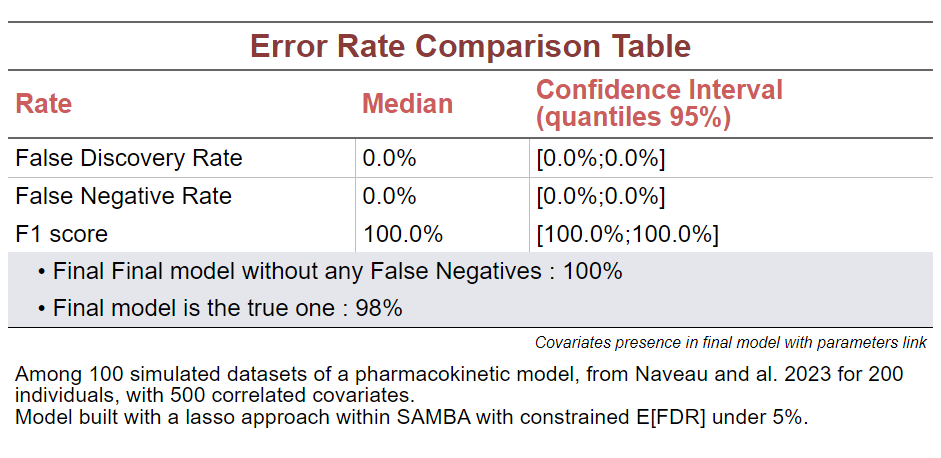 Error Rate Comparison Table
Rate Median Confidence Interval
(quantiles 95%)
False Discovery Rate 0.0% [0.0%;0.0%]
False Negative Rate 0.0% [0.0%;0.0%]
F1 score 100.0% [100.0%;100.0%]
• Final Final model without any False Negatives : 100%
• Final model is the true one : 98%
Covariates presence in final model with parameters link
Among 100 simulated datasets of a pharmacokinetic model, from Naveau and al. 2023 for 200
individuals, with 500 correlated covariates.
Model built with a lasso approach within SAMBA with constrained E[FDR] under 5%.